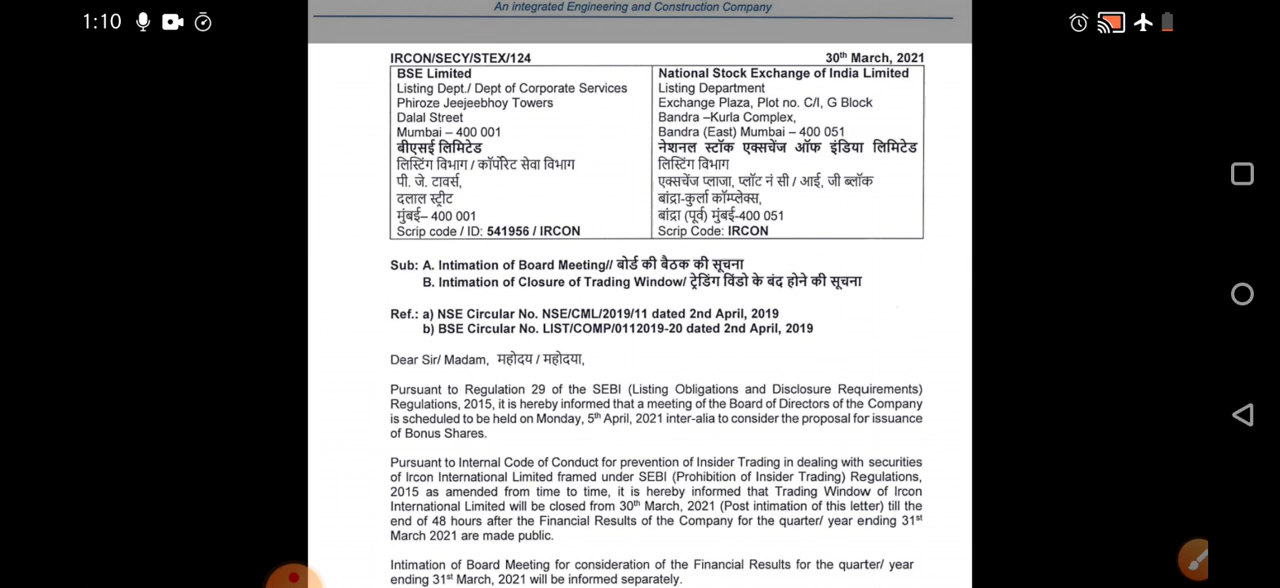 An integrated Engineering and Construction Company
1:10
IRCON/SECY/STEX/124
30th March, 2021
BSE Limited
Listing Dept./ Dept of Corporate Services
Phiroze Jeejeebhoy Towers
Dalal Street
Mumbai – 400 001
बीएसई लिमिटेड
लिस्टिंग विभाग / कॉर्पोरेट सेवा विभाग
पी. जे. टावर्स,
दलाल स्ट्रीट
मुंबई– 400 001
Scrip code / ID: 541956 / IRCON
National Stock Exchange of India Limited
Listing Department
Exchange Plaza, Plot no. C/I, G Block
Bandra –Kurla Complex,
Bandra (East) Mumbai – 400 051
नेशनल स्टॉक एक्सचेंज ऑफ इंडिया लिमिटेड
लिस्टिंग विभाग
एक्सचेंज प्लाजा, प्लॉट नं सी / आई, जी ब्लॉक
बांद्रा-कुर्ला कॉम्प्लेक्स,
बांद्रा (पूर्व) मुंबई-400 051
Scrip Code: IRCON
Sub: A. Intimation of Board Meeting// बोर्ड की बैठक की सूचना
B. Intimation of Closure of Trading Window/ ट्रेडिंग विंडो के बंद होने की सूचना
Ref.: a) NSE Circular No. NSE/CML/2019/11 dated 2nd April, 2019
b) BSE Circular No. LIST/COMP/0112019-20 dated 2nd April, 2019
Dear Sir/ Madam, महोदय / महोदया,
Pursuant to Regulation 29 of the SEBI (Listing Obligations and Disclosure Requirements)
Regulations, 2015, it is hereby informed that a meeting of the Board of Directors of the Company
is scheduled to be held on Monday, 5th April, 2021 inter-alia to consider the proposal for issuance
of Bonus Shares.
Pursuant to Internal Code of Conduct for prevention of Insider Trading in dealing with securities
of Ircon International Limited framed under SEBI (Prohibition of Insider Trading) Regulations,
2015 as amended from time to time, it is hereby informed that Trading Window of Ircon
International Limited will be closed from 30th March, 2021 (Post intimation of this letter) till the
end of 48 hours after the Financial Results of the Company for the quarter/ year ending 31st
March 2021 are made public.
Intimation of Board Meeting for consideration of the Financial Results for the quarter/ year
ending 31st March, 2021 will be informed separately.